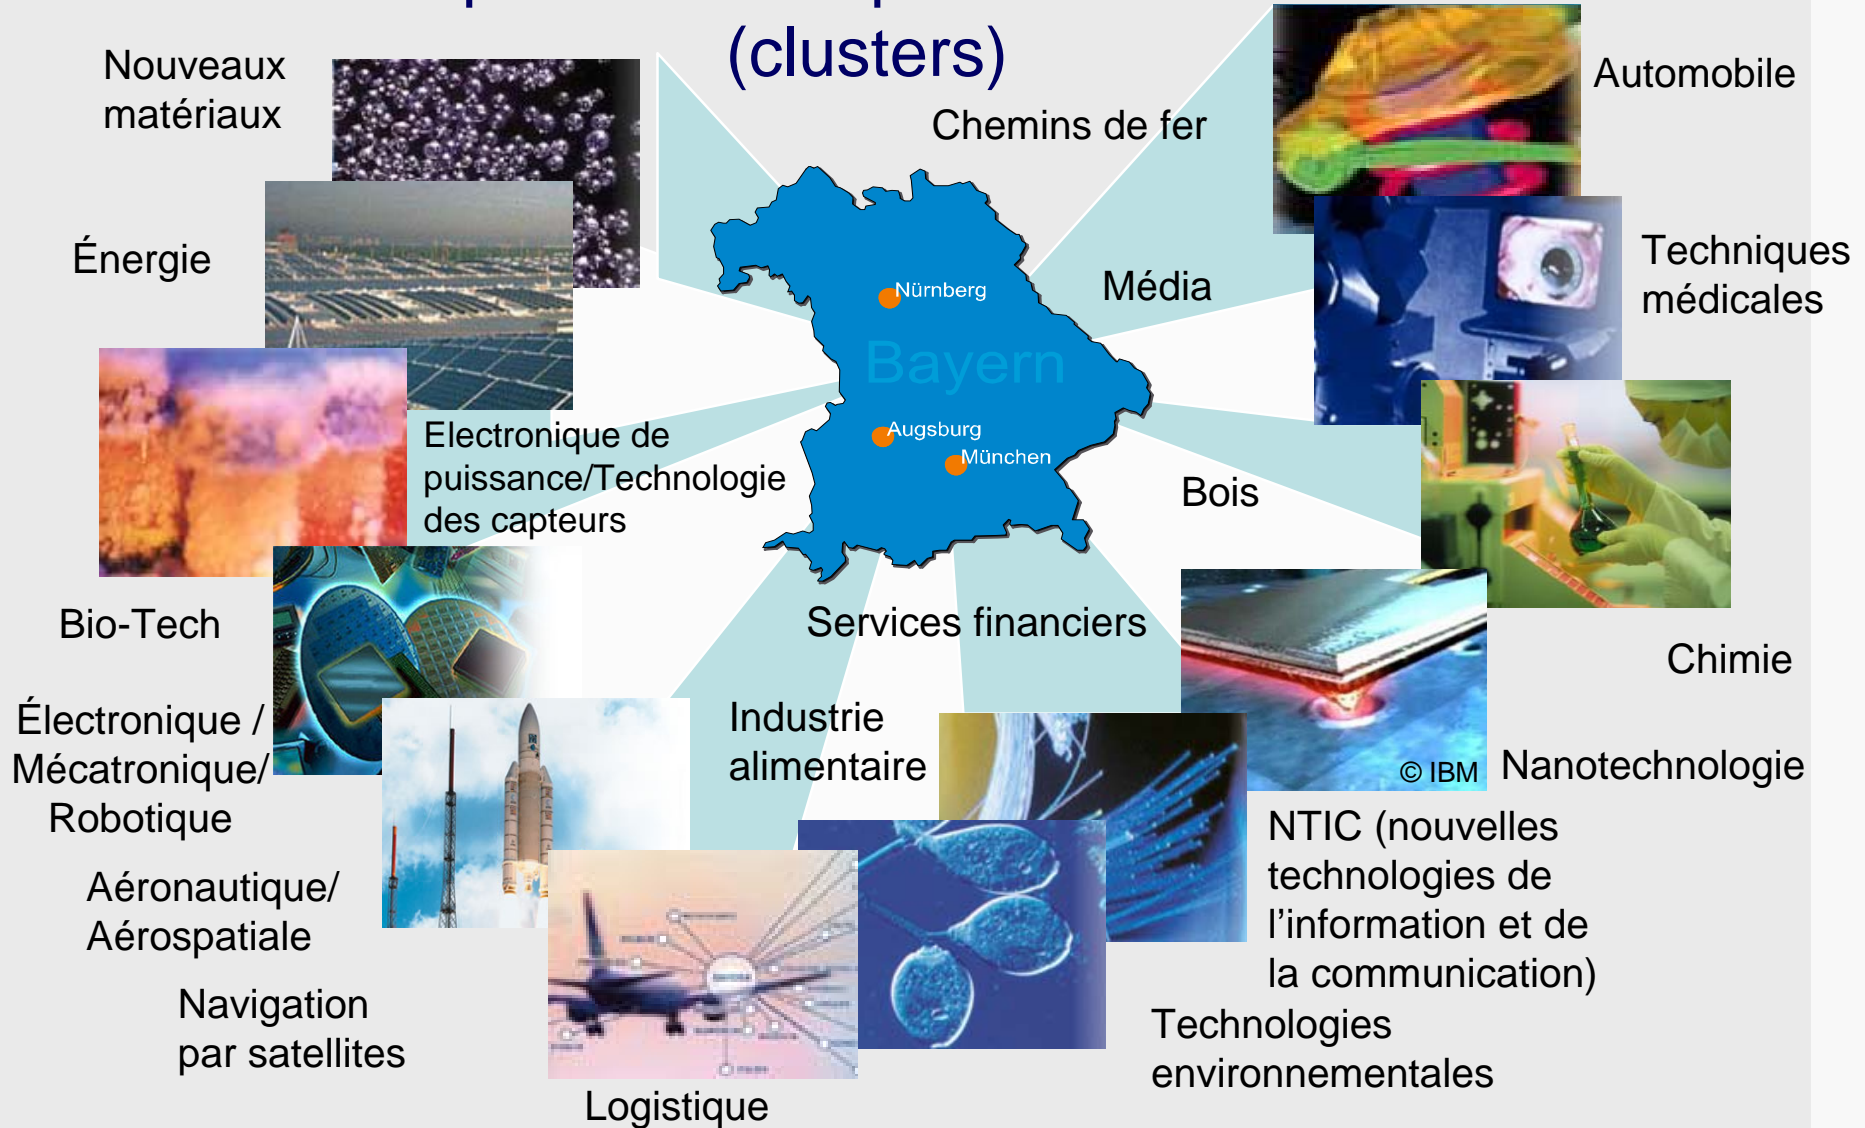 (clusters)
Nouveaux
matériaux
Automobile
Chemins de fer
Énergie
Techniques
médicales
Média
Nürnberg
Bayern
Augsburg
München
Electronique de
puissance/Technologie
des capteurs
Bois
Bio-Tech
Services financiers
Chimie
Électronique /
Mécatronique/
Robotique
Industrie
alimentaire
© IBM
Nanotechnologie
NTIC (nouvelles
technologies de
l’information et de
la communication)
Aéronautique/
Aérospatiale
Navigation
par satellites
Technologies
environnementales
Logistique